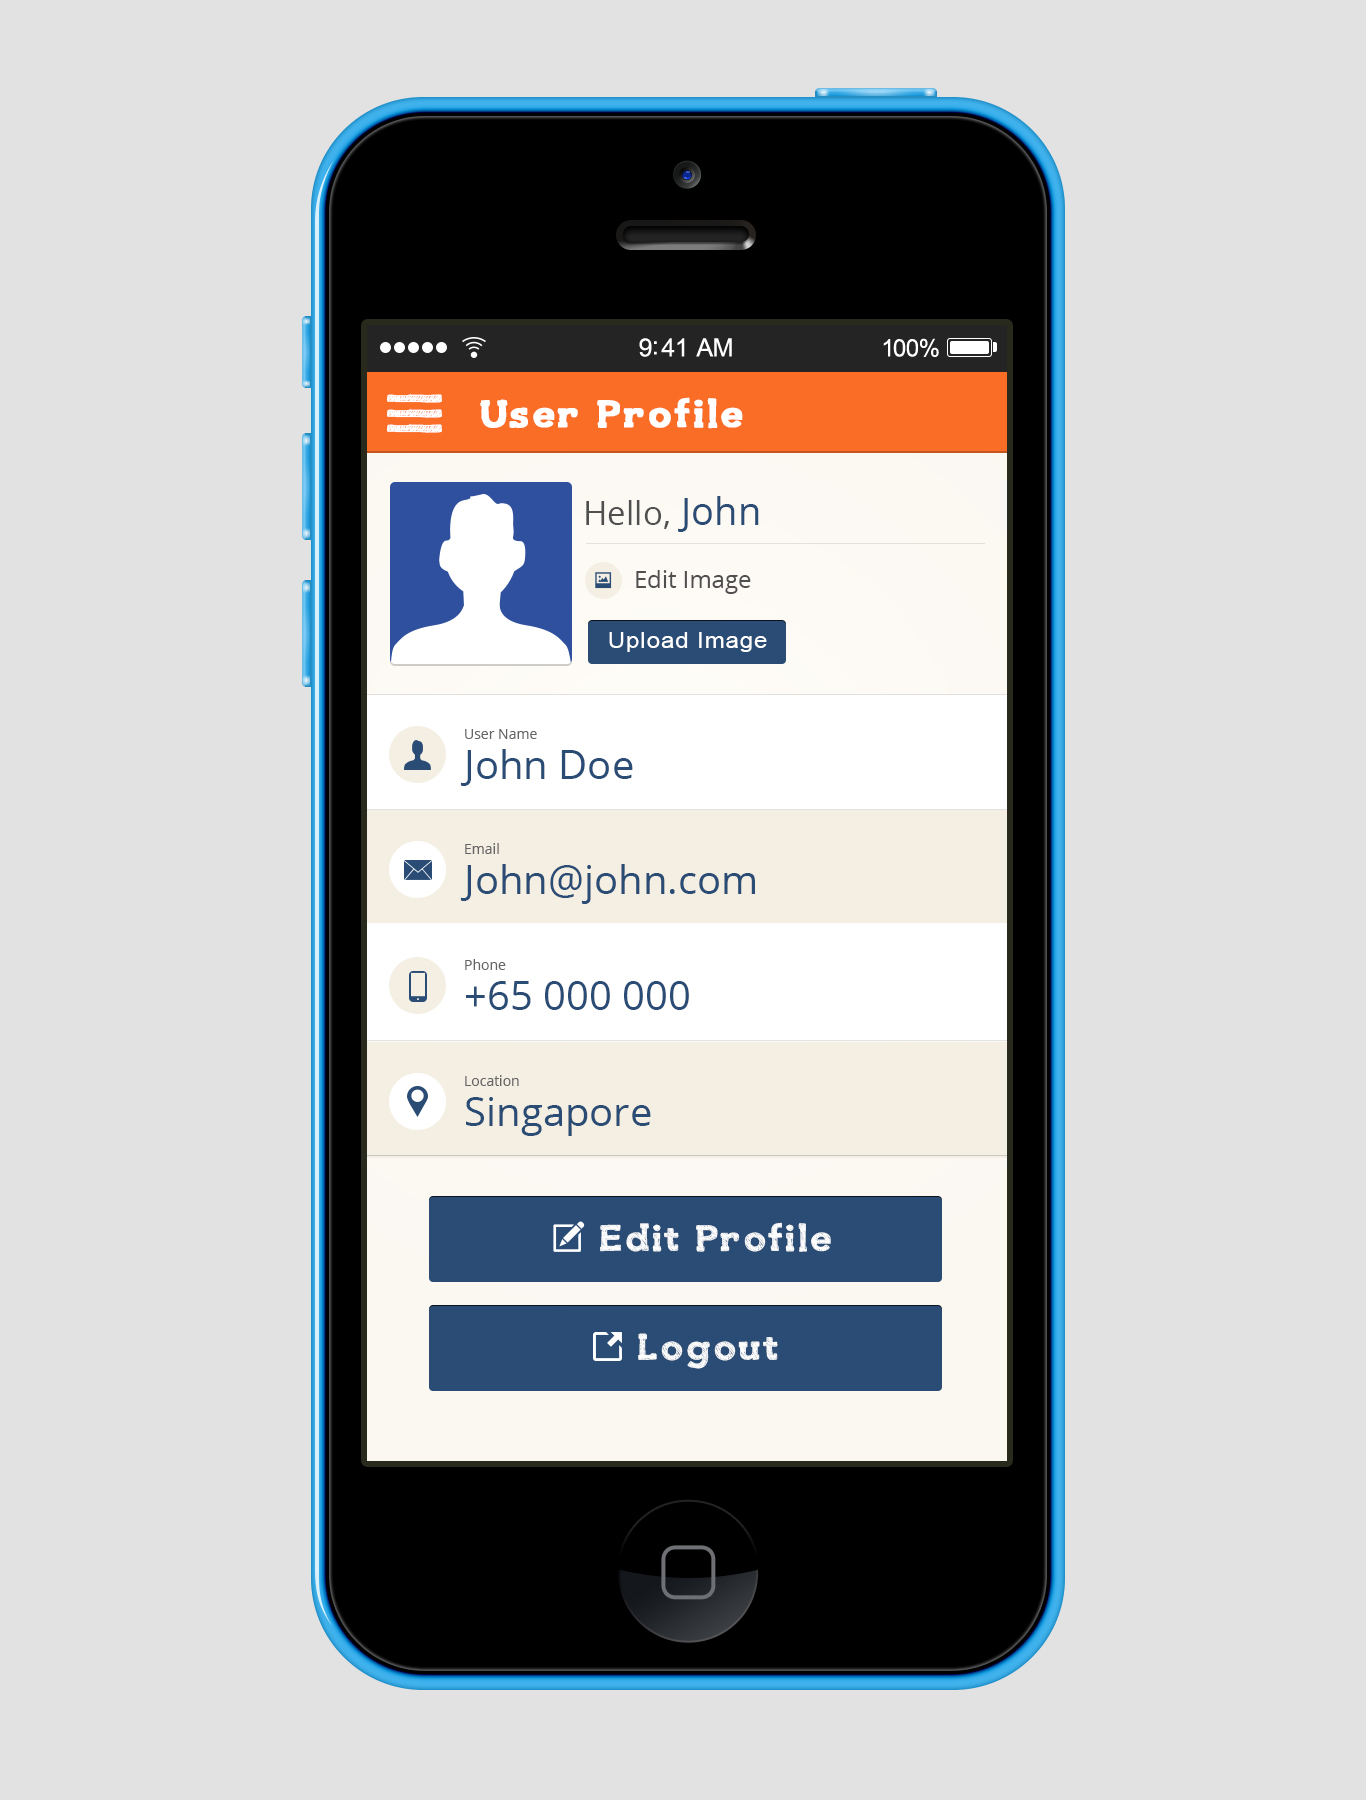 9:41 AM 100%
User Profile
Hello, John
Edit Image
Upload Image
User Name
John Doe
Email
John@john.com
Phone
+65 000 000
Location
Singapore
Edit Profile
Logout